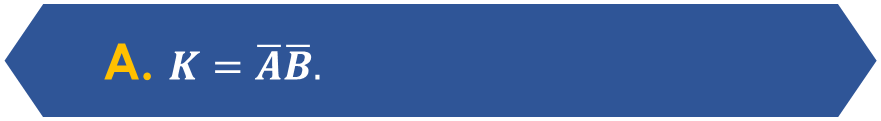 A. K = A̅B̅.